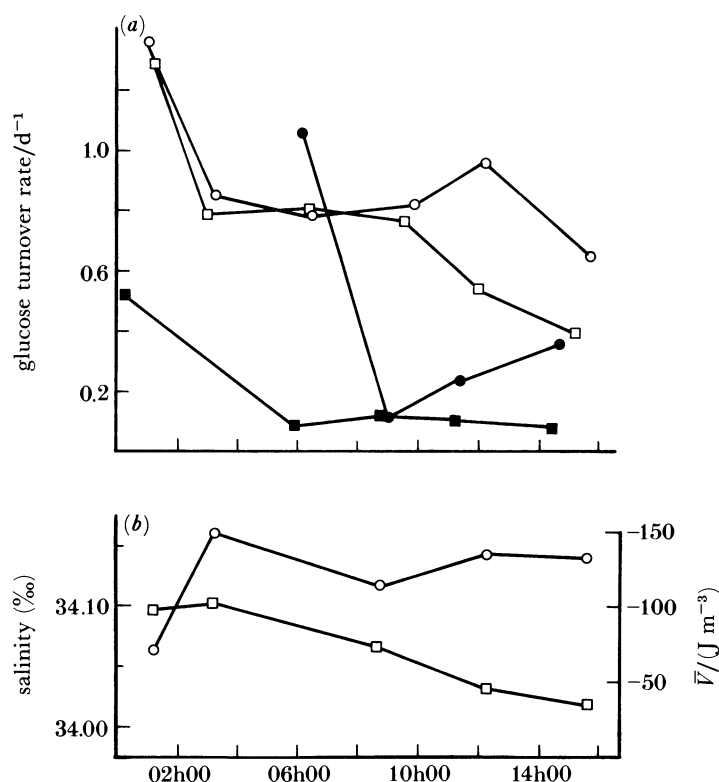 (a)
glucose turnover rate/d⁻¹
1.0
0.6
0.2
(b)
salinity (‰)
34.10
34.00
−150
−100
−50
V̄/(J m⁻³)
02h00 06h00 10h00 14h00